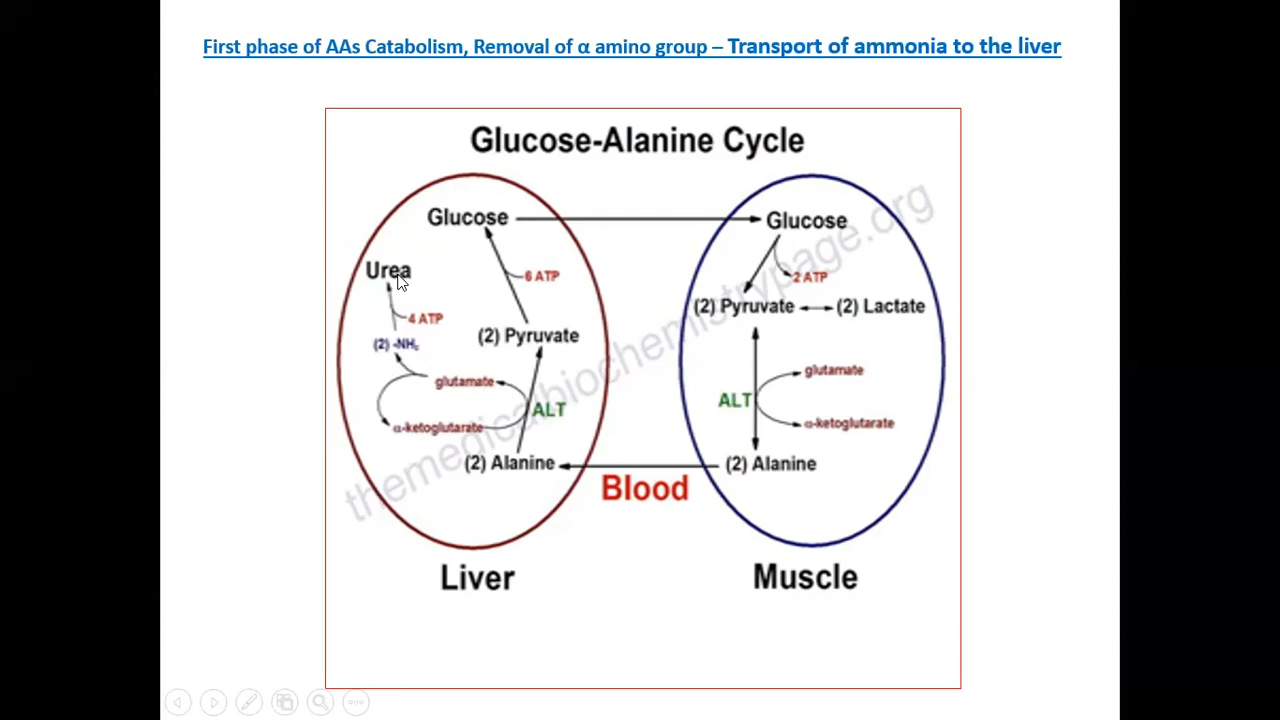 First phase of AAs Catabolism, Removal of α amino group – Transport of ammonia to the liver
Glucose-Alanine Cycle
Glucose
Glucose
Urea
6 ATP
2 ATP
4 ATP
(2) Pyruvate
(2) Lactate
(2) -NH₂
(2) Pyruvate
glutamate
glutamate
ALT
ALT
α-ketoglutarate
α-ketoglutarate
(2) Alanine
(2) Alanine
Blood
Liver
Muscle
themedicalbiochemistrypage.org